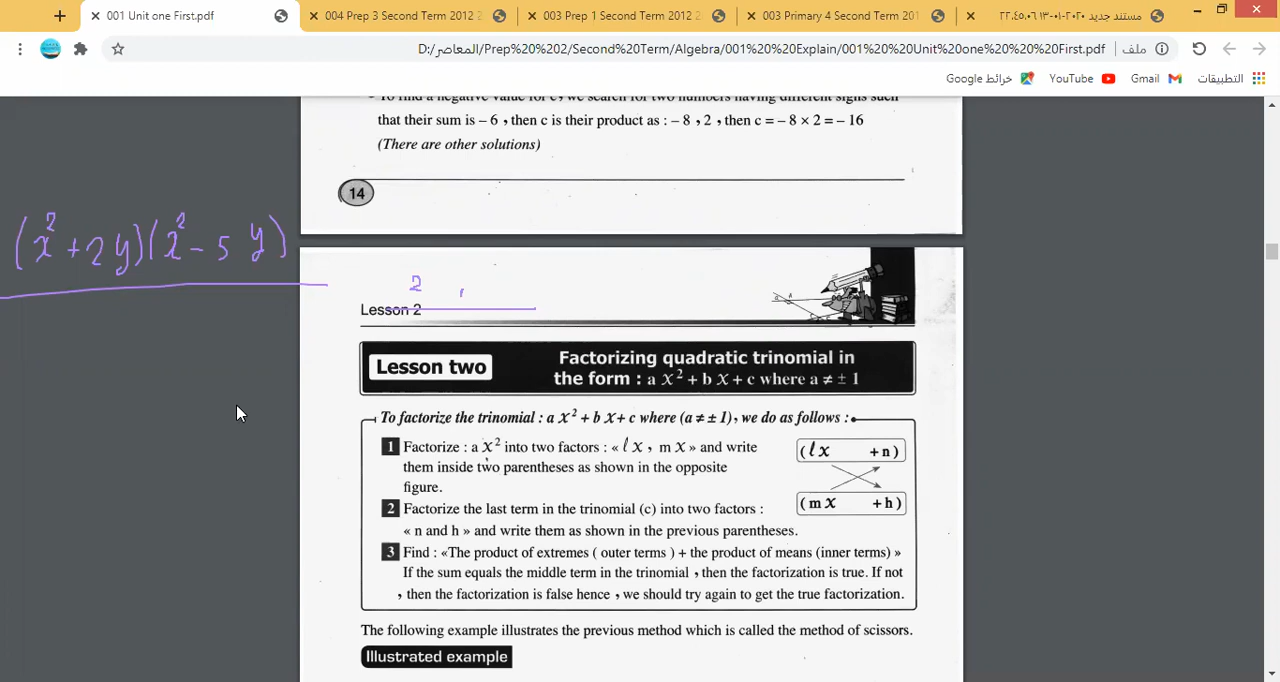 001 Unit one First.pdf
004 Prep 3 Second Term 2012 2
003 Prep 1 Second Term 2012 2
003 Primary 4 Second Term 201
مستند جديد ٢٠٢٠-٠١-١٣ ٢٢.٤٥.٠٦
D:/المعاصر/Prep%20%202/Second%20Term/Algebra/001%20%20Explain/001%20%20Unit%20one%20%20%20First.pdf
ملف
خرائط Google
YouTube
Gmail
التطبيقات
that their sum is – 6 , then c is their product as : – 8 , 2 , then c = – 8 × 2 = – 16
(There are other solutions)
14
(x² + 2 y)(x² – 5 y)
2 ,
Lesson 2
Lesson two
Factorizing quadratic trinomial in
the form : a X² + b X + c where a ≠ ± 1
To factorize the trinomial : a X² + b X + c where (a ≠ ± 1) , we do as follows :
1 Factorize : a X² into two factors : « l X , m X » and write
them inside two parentheses as shown in the opposite
figure.
(l X + n)
(m X + h)
2 Factorize the last term in the trinomial (c) into two factors :
« n and h » and write them as shown in the previous parentheses.
3 Find : «The product of extremes ( outer terms ) + the product of means (inner terms) »
If the sum equals the middle term in the trinomial , then the factorization is true. If not
, then the factorization is false hence , we should try again to get the true factorization.
The following example illustrates the previous method which is called the method of scissors.
Illustrated example